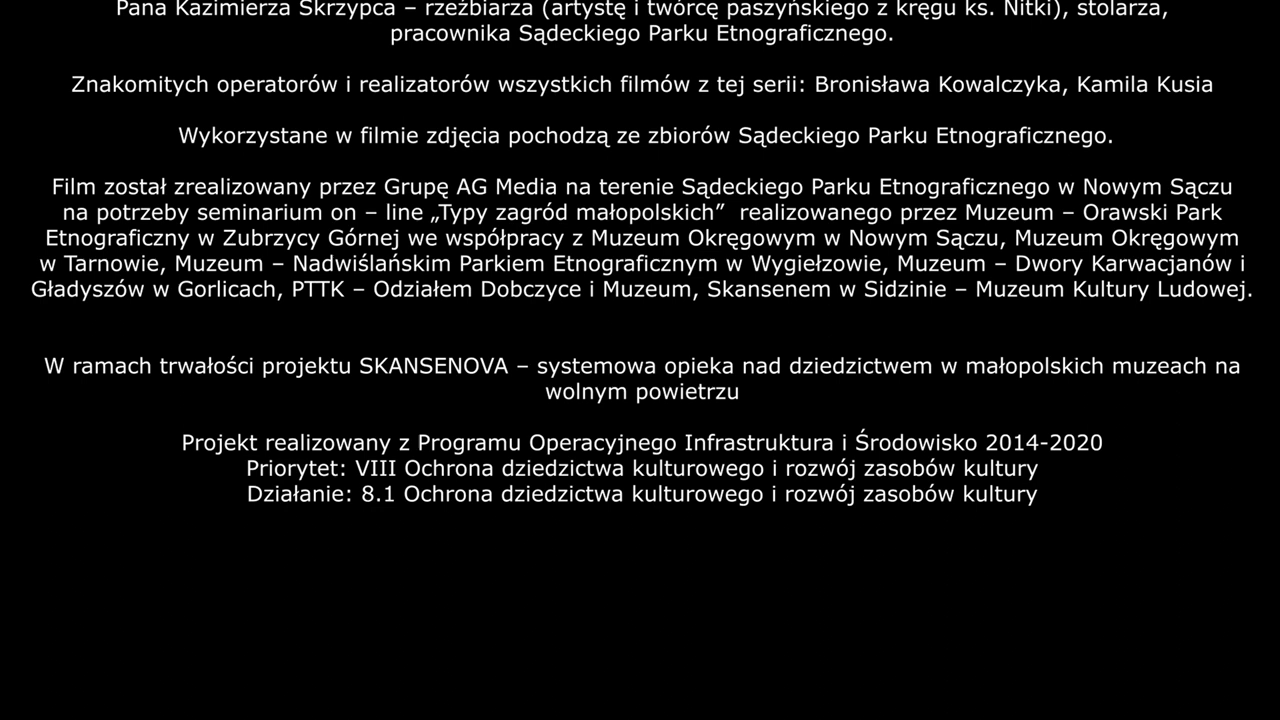 Pana Kazimierza Skrzypca – rzeźbiarza (artystę i twórcę paszyńskiego z kręgu ks. Nitki), stolarza,
pracownika Sądeckiego Parku Etnograficznego.
Znakomitych operatorów i realizatorów wszystkich filmów z tej serii: Bronisława Kowalczyka, Kamila Kusia
Wykorzystane w filmie zdjęcia pochodzą ze zbiorów Sądeckiego Parku Etnograficznego.
Film został zrealizowany przez Grupę AG Media na terenie Sądeckiego Parku Etnograficznego w Nowym Sączu
na potrzeby seminarium on – line „Typy zagród małopolskich” realizowanego przez Muzeum – Orawski Park
Etnograficzny w Zubrzycy Górnej we współpracy z Muzeum Okręgowym w Nowym Sączu, Muzeum Okręgowym
w Tarnowie, Muzeum – Nadwiślańskim Parkiem Etnograficznym w Wygiełzowie, Muzeum – Dwory Karwacjanów i
Gładyszów w Gorlicach, PTTK – Odziałem Dobczyce i Muzeum, Skansenem w Sidzinie – Muzeum Kultury Ludowej.
W ramach trwałości projektu SKANSENOVA – systemowa opieka nad dziedzictwem w małopolskich muzeach na
wolnym powietrzu
Projekt realizowany z Programu Operacyjnego Infrastruktura i Środowisko 2014-2020
Priorytet: VIII Ochrona dziedzictwa kulturowego i rozwój zasobów kultury
Działanie: 8.1 Ochrona dziedzictwa kulturowego i rozwój zasobów kultury